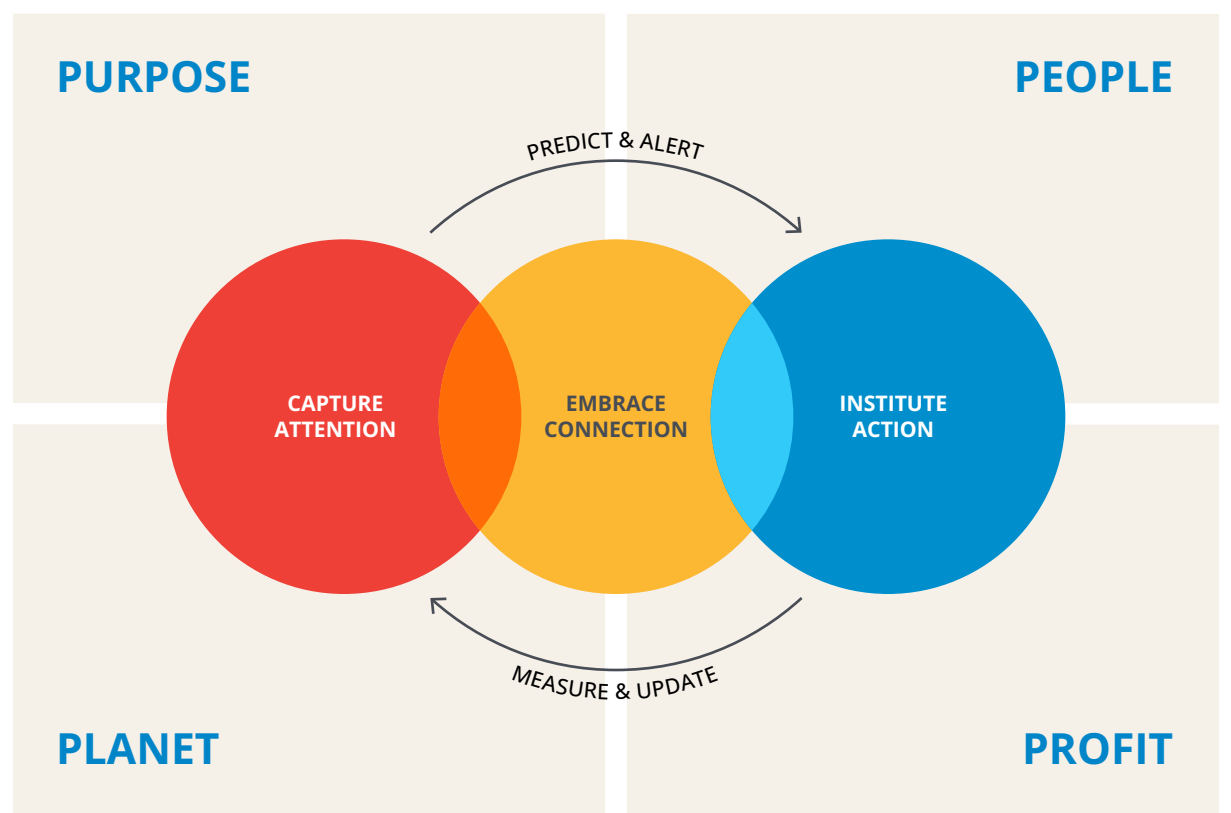 PURPOSE
PEOPLE
PREDICT & ALERT
CAPTURE
ATTENTION
EMBRACE
CONNECTION
INSTITUTE
ACTION
MEASURE & UPDATE
PLANET
PROFIT